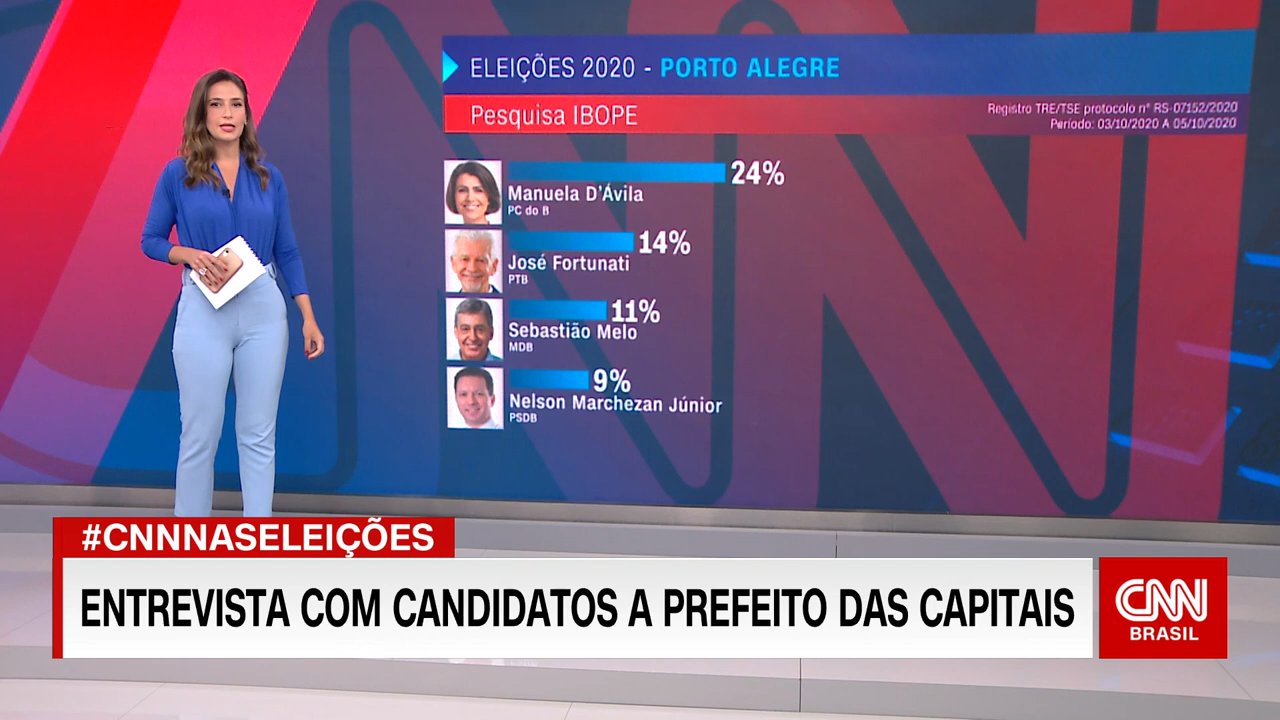 ELEIÇÕES 2020 - PORTO ALEGRE
Pesquisa IBOPE
Registro TRE/TSE protocolo nº RS-07152/2020
Período: 03/10/2020 A 05/10/2020
24%
Manuela D'Ávila
PC do B
14%
José Fortunati
PTB
11%
Sebastião Melo
MDB
9%
Nelson Marchezan Júnior
PSDB
#CNNNASELEIÇÕES
ENTREVISTA COM CANDIDATOS A PREFEITO DAS CAPITAIS
CNN
BRASIL